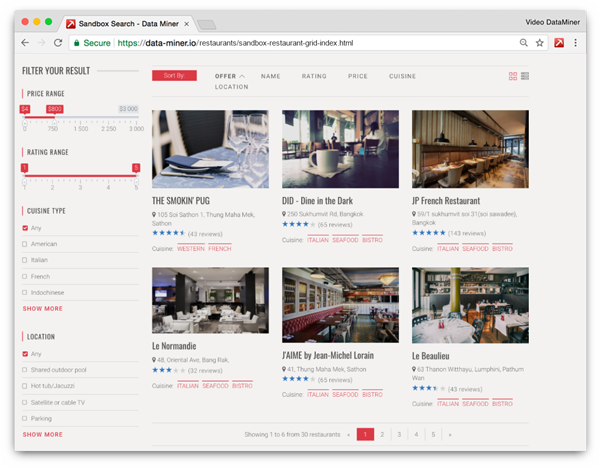 Sandbox Search - Data Miner
Video DataMiner
Secure
https://data-miner.io/restaurants/sandbox-restaurant-grid-index.html
FILTER YOUR RESULT
PRICE RANGE
$4 $800 $3.000
0 750 1 500 2 250 3 000
RATING RANGE
1 5
1 2 3 4 5
CUISINE TYPE
Any
American
Italian
French
Indochinese
SHOW MORE
LOCATION
Any
Shared outdoor pool
Hot tub/Jacuzzi
Satellite or cable TV
Parking
SHOW MORE
Sort By:
OFFER NAME RATING PRICE CUISINE
LOCATION
THE SMOKIN' PUG
105 Soi Sathon 1, Thung Maha Mek,
Sathon
(43 reviews)
Cuisine: WESTERN FRENCH
DID - Dine in the Dark
250 Sukhumvit Rd, Bangkok
(65 reviews)
Cuisine: ITALIAN SEAFOOD BISTRO
JP French Restaurant
59/1 sukhumvit soi 31(soi sawadee),
Bangkok
(143 reviews)
Cuisine: ITALIAN SEAFOOD BISTRO
Le Normandie
48, Oriental Ave, Bang Rak,
(32 reviews)
Cuisine: ITALIAN SEAFOOD BISTRO
J'AIME by Jean-Michel Lorain
41, Thung Maha Mek, Sathon
(65 reviews)
Cuisine: ITALIAN SEAFOOD BISTRO
Le Beaulieu
63 Thanon Witthayu, Lumphini, Pathum
Wan
(43 reviews)
Cuisine: ITALIAN SEAFOOD BISTRO
Showing 1 to 6 from 30 restaurants « 1 2 3 4 5 »